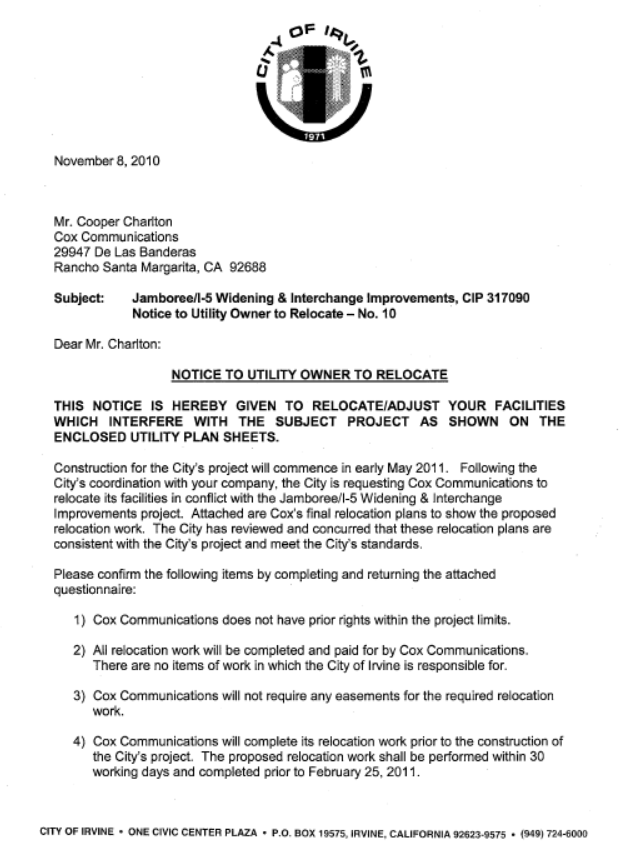 CITY OF IRVINE
1971
November 8, 2010
Mr. Cooper Charlton
Cox Communications
29947 De Las Banderas
Rancho Santa Margarita, CA 92688
Subject: Jamboree/I-5 Widening & Interchange Improvements, CIP 317090
Notice to Utility Owner to Relocate – No. 10
Dear Mr. Charlton:
NOTICE TO UTILITY OWNER TO RELOCATE
THIS NOTICE IS HEREBY GIVEN TO RELOCATE/ADJUST YOUR FACILITIES
WHICH INTERFERE WITH THE SUBJECT PROJECT AS SHOWN ON THE
ENCLOSED UTILITY PLAN SHEETS.
Construction for the City's project will commence in early May 2011. Following the
City's coordination with your company, the City is requesting Cox Communications to
relocate its facilities in conflict with the Jamboree/I-5 Widening & Interchange
Improvements project. Attached are Cox's final relocation plans to show the proposed
relocation work. The City has reviewed and concurred that these relocation plans are
consistent with the City's project and meet the City's standards.
Please confirm the following items by completing and returning the attached
questionnaire:
1) Cox Communications does not have prior rights within the project limits.
2) All relocation work will be completed and paid for by Cox Communications.
There are no items of work in which the City of Irvine is responsible for.
3) Cox Communications will not require any easements for the required relocation
work.
4) Cox Communications will complete its relocation work prior to the construction of
the City's project. The proposed relocation work shall be performed within 30
working days and completed prior to February 25, 2011.
CITY OF IRVINE • ONE CIVIC CENTER PLAZA • P.O. BOX 19575, IRVINE, CALIFORNIA 92623-9575 • (949) 724-6000